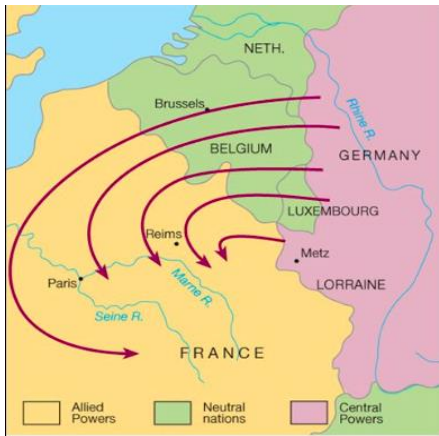 NETH.
Rhine R.
Brussels
BELGIUM
GERMANY
LUXEMBOURG
Reims
Metz
Marne R.
LORRAINE
Paris
Seine R.
FRANCE
Allied
Powers
Neutral
nations
Central
Powers